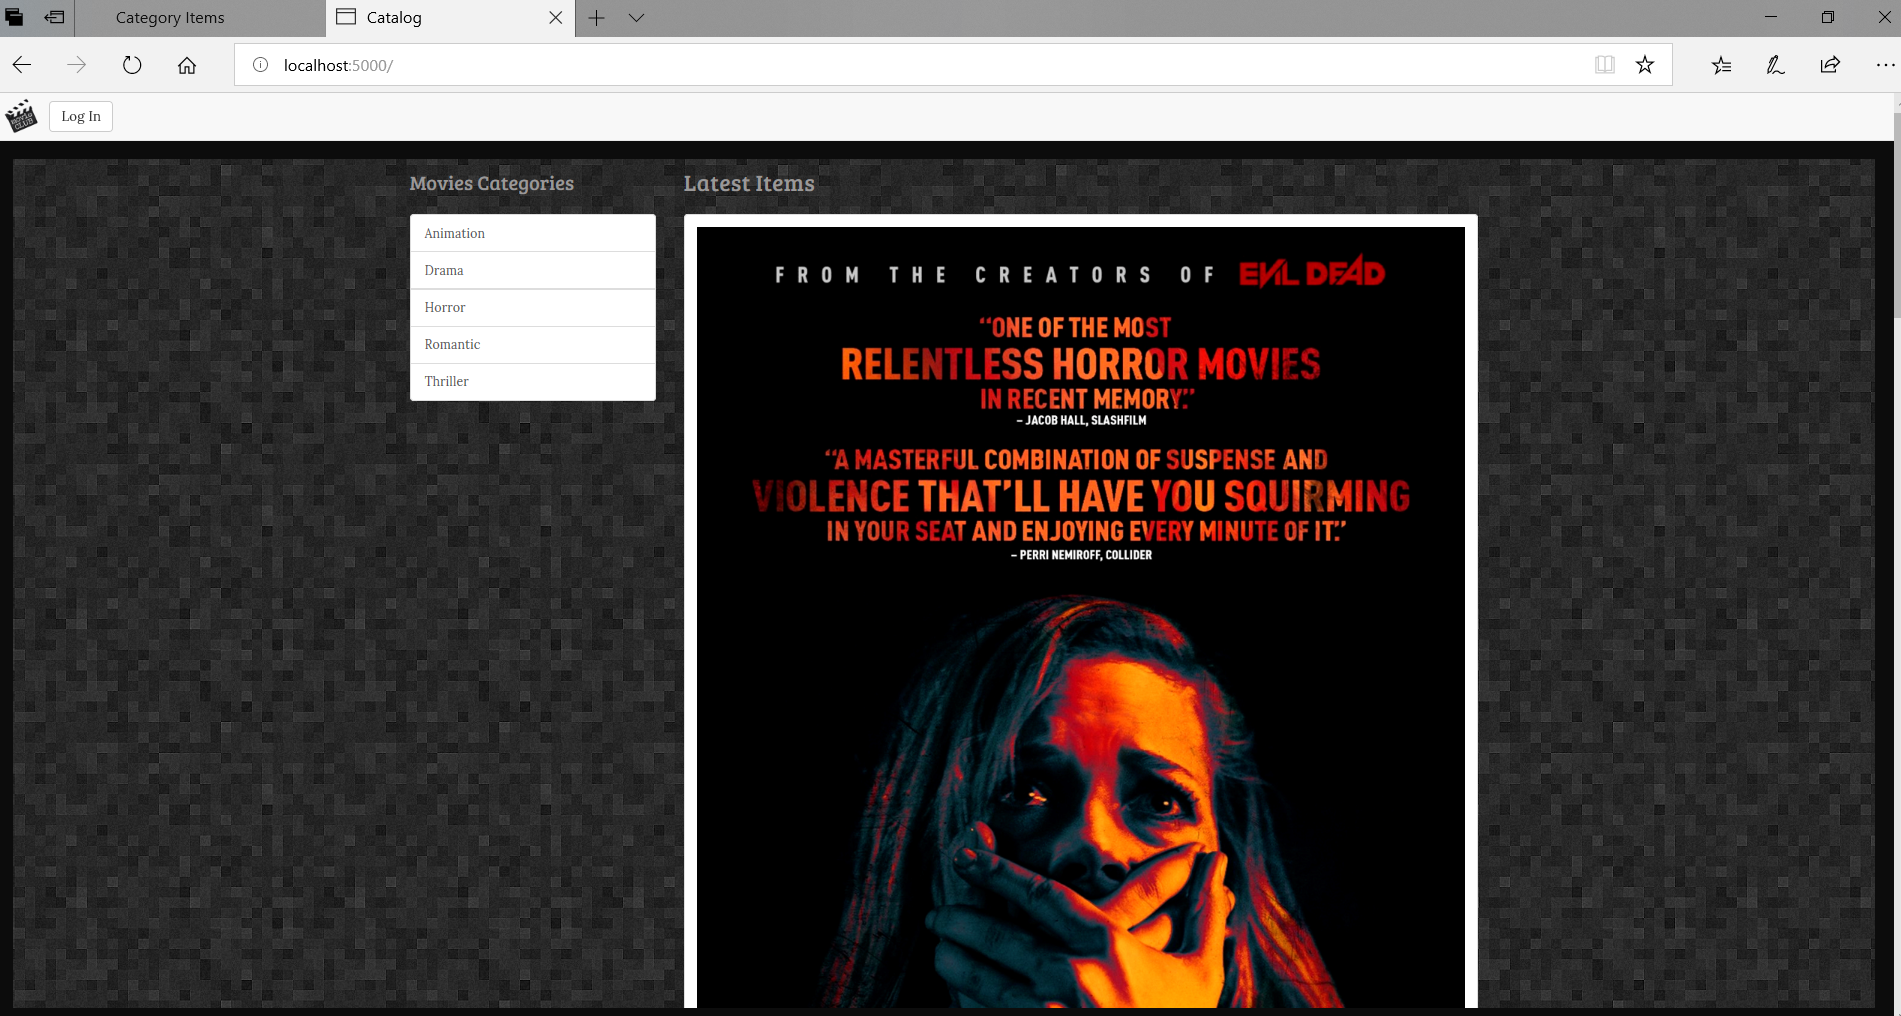 Category Items
Catalog
localhost:5000/
MOVIE
CLUB
Log In
Movies Categories
Animation
Drama
Horror
Romantic
Thriller
Latest Items
FROM THE CREATORS OF EVIL DEAD
“ONE OF THE MOST
RELENTLESS HORROR MOVIES
IN RECENT MEMORY.”
– JACOB HALL, SLASHFILM
“A MASTERFUL COMBINATION OF SUSPENSE AND
VIOLENCE THAT’LL HAVE YOU SQUIRMING
IN YOUR SEAT AND ENJOYING EVERY MINUTE OF IT.”
– PERRI NEMIROFF, COLLIDER